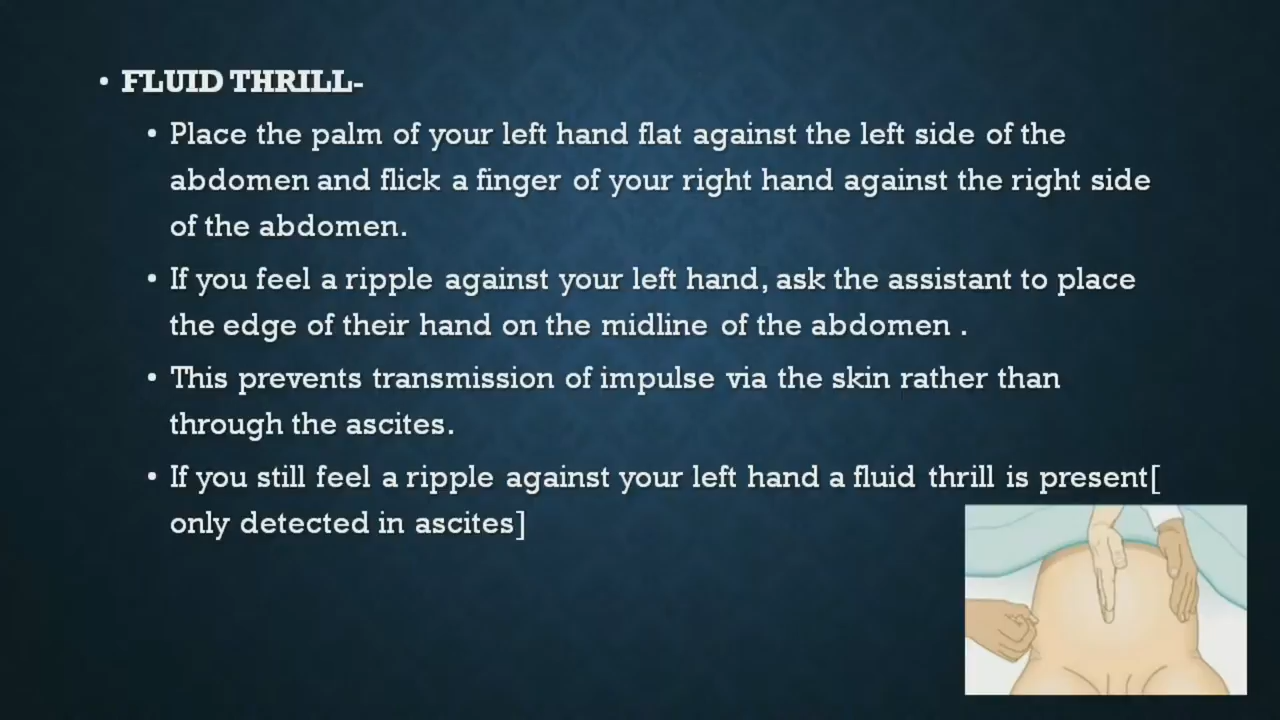 • FLUID THRILL-
• Place the palm of your left hand flat against the left side of the
abdomen and flick a finger of your right hand against the right side
of the abdomen.
• If you feel a ripple against your left hand, ask the assistant to place
the edge of their hand on the midline of the abdomen .
• This prevents transmission of impulse via the skin rather than
through the ascites.
• If you still feel a ripple against your left hand a fluid thrill is present[
only detected in ascites]